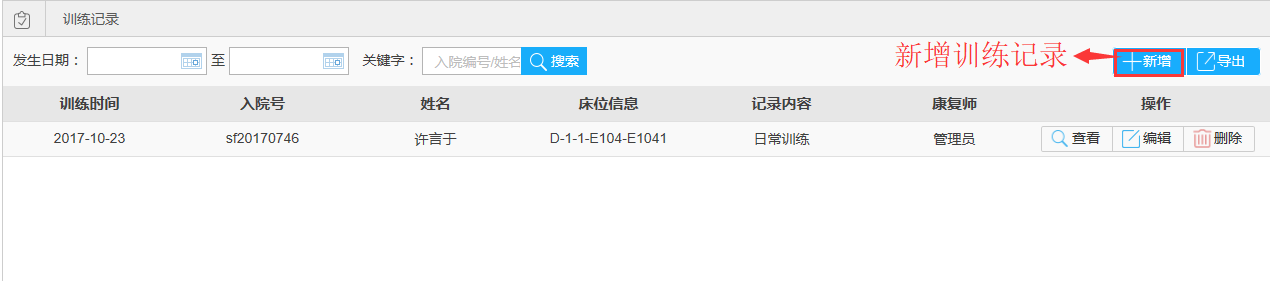 训练记录
发生日期： 至 关键字： 入院编号/姓名 搜索 新增训练记录 新增 导出
训练时间 入院号 姓名 床位信息 记录内容 康复师 操作
2017-10-23 sf20170746 许言于 D-1-1-E104-E1041 日常训练 管理员 查看 编辑 删除